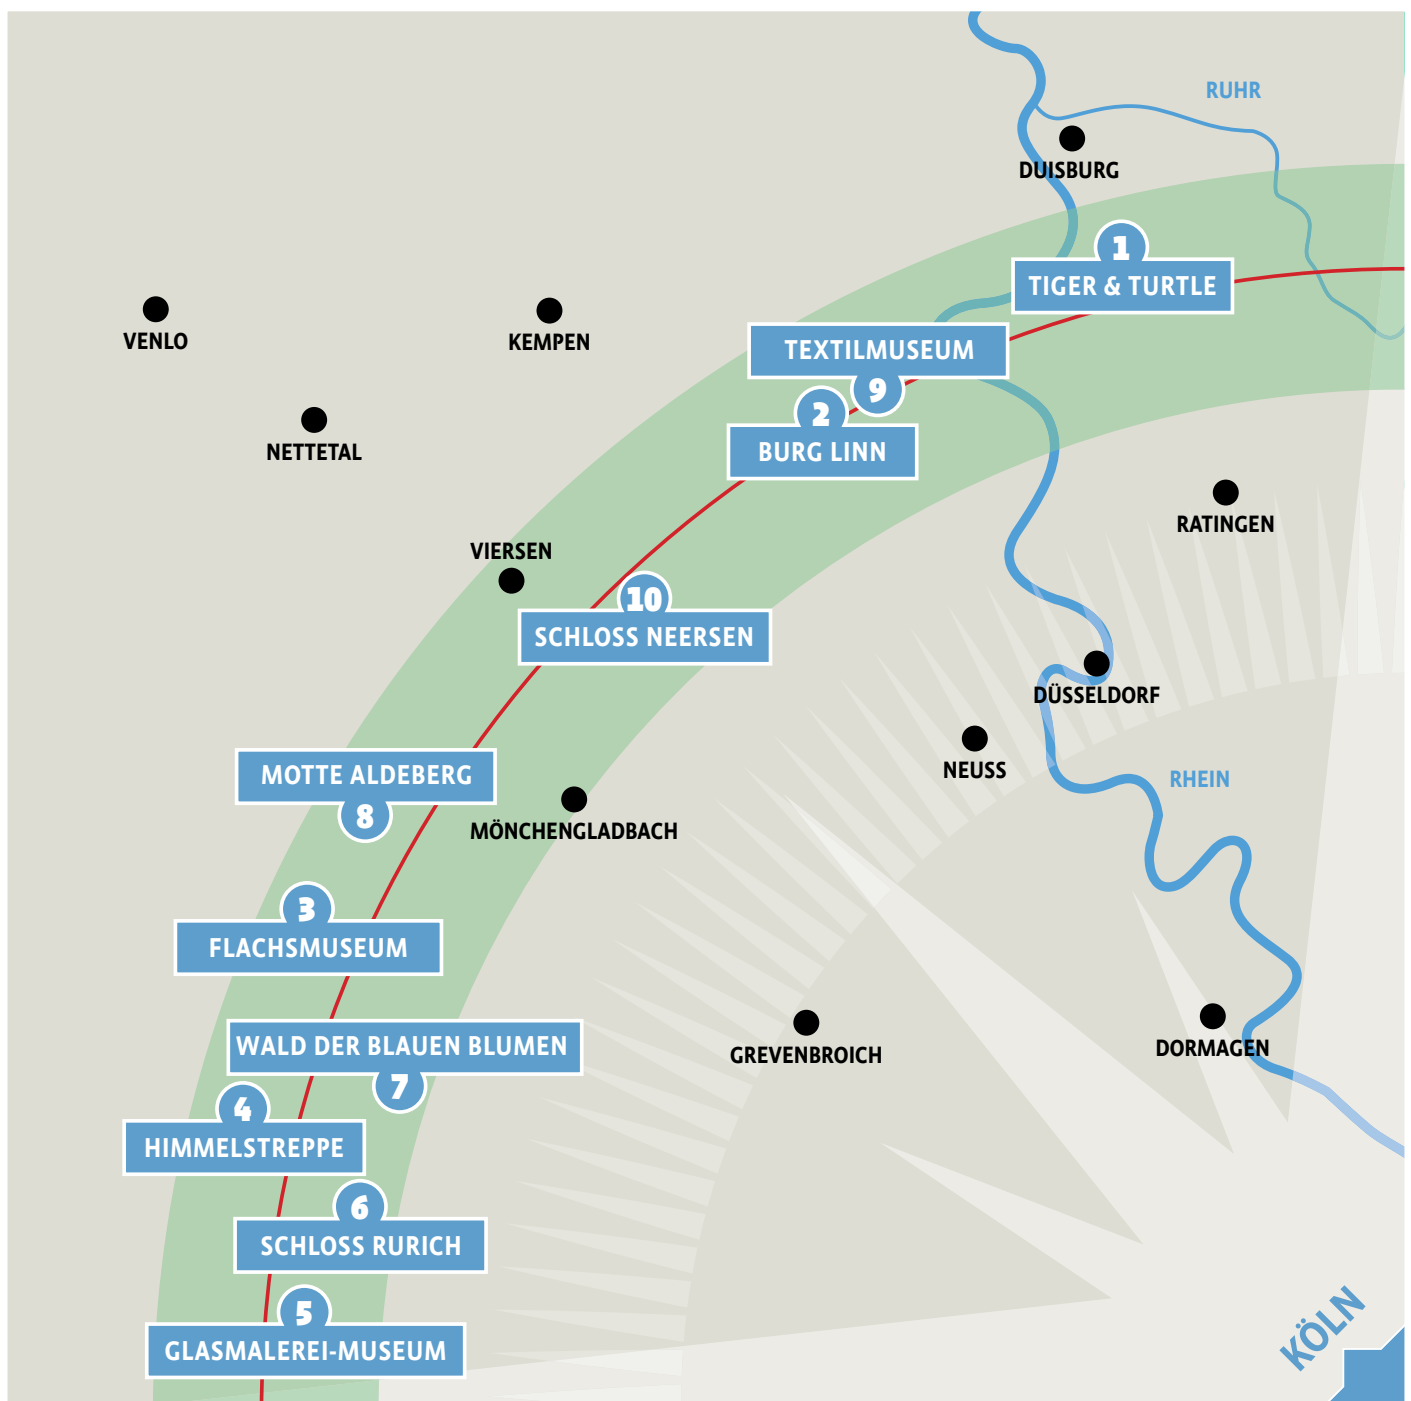 RUHR
DUISBURG
1
TIGER & TURTLE
VENLO
KEMPEN
TEXTILMUSEUM
9
2
BURG LINN
NETTETAL
RATINGEN
VIERSEN
10
SCHLOSS NEERSEN
DÜSSELDORF
NEUSS
RHEIN
MOTTE ALDEBERG
8
MÖNCHENGLADBACH
3
FLACHSMUSEUM
WALD DER BLAUEN BLUMEN
7
GREVENBROICH
DORMAGEN
4
HIMMELSTREPPE
6
SCHLOSS RURICH
5
GLASMALEREI-MUSEUM
KÖLN